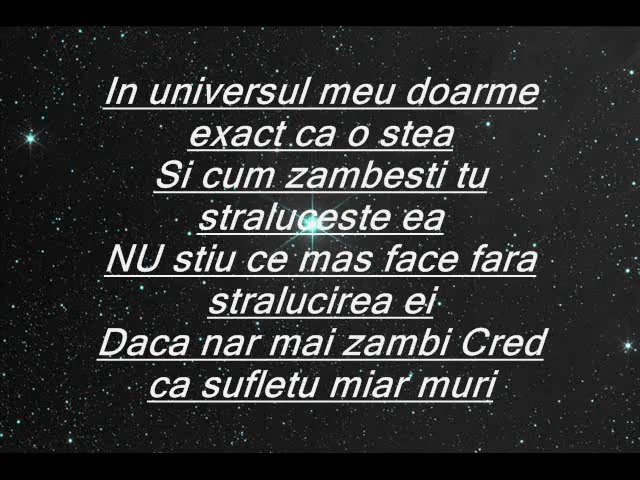 In universul meu doarme
exact ca o stea
Si cum zambesti tu
straluceste ea
NU stiu ce mas face fara
stralucirea ei
Daca nar mai zambi Cred
ca sufletu miar muri